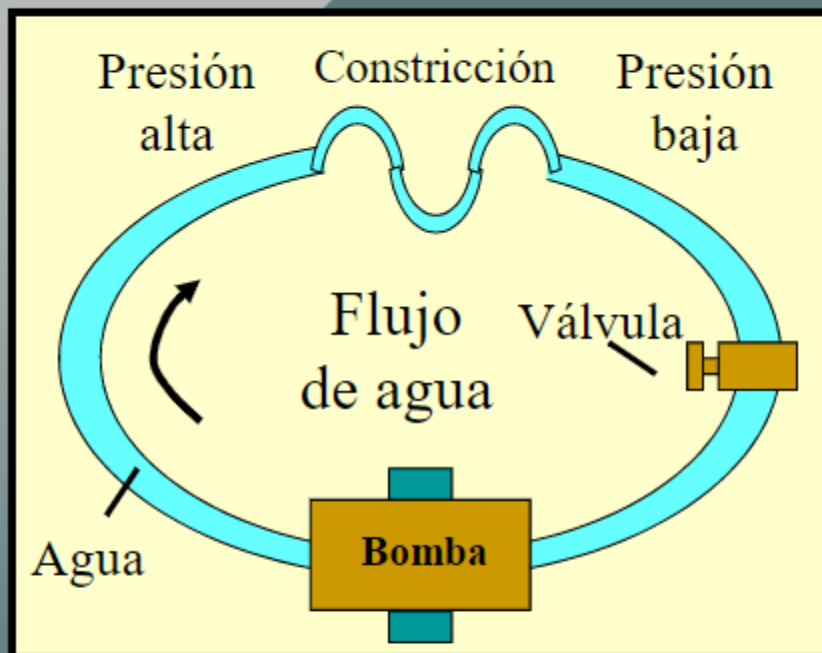 Presión
alta
Constricción
Presión
baja
Flujo
de agua
Válvula
Agua
Bomba